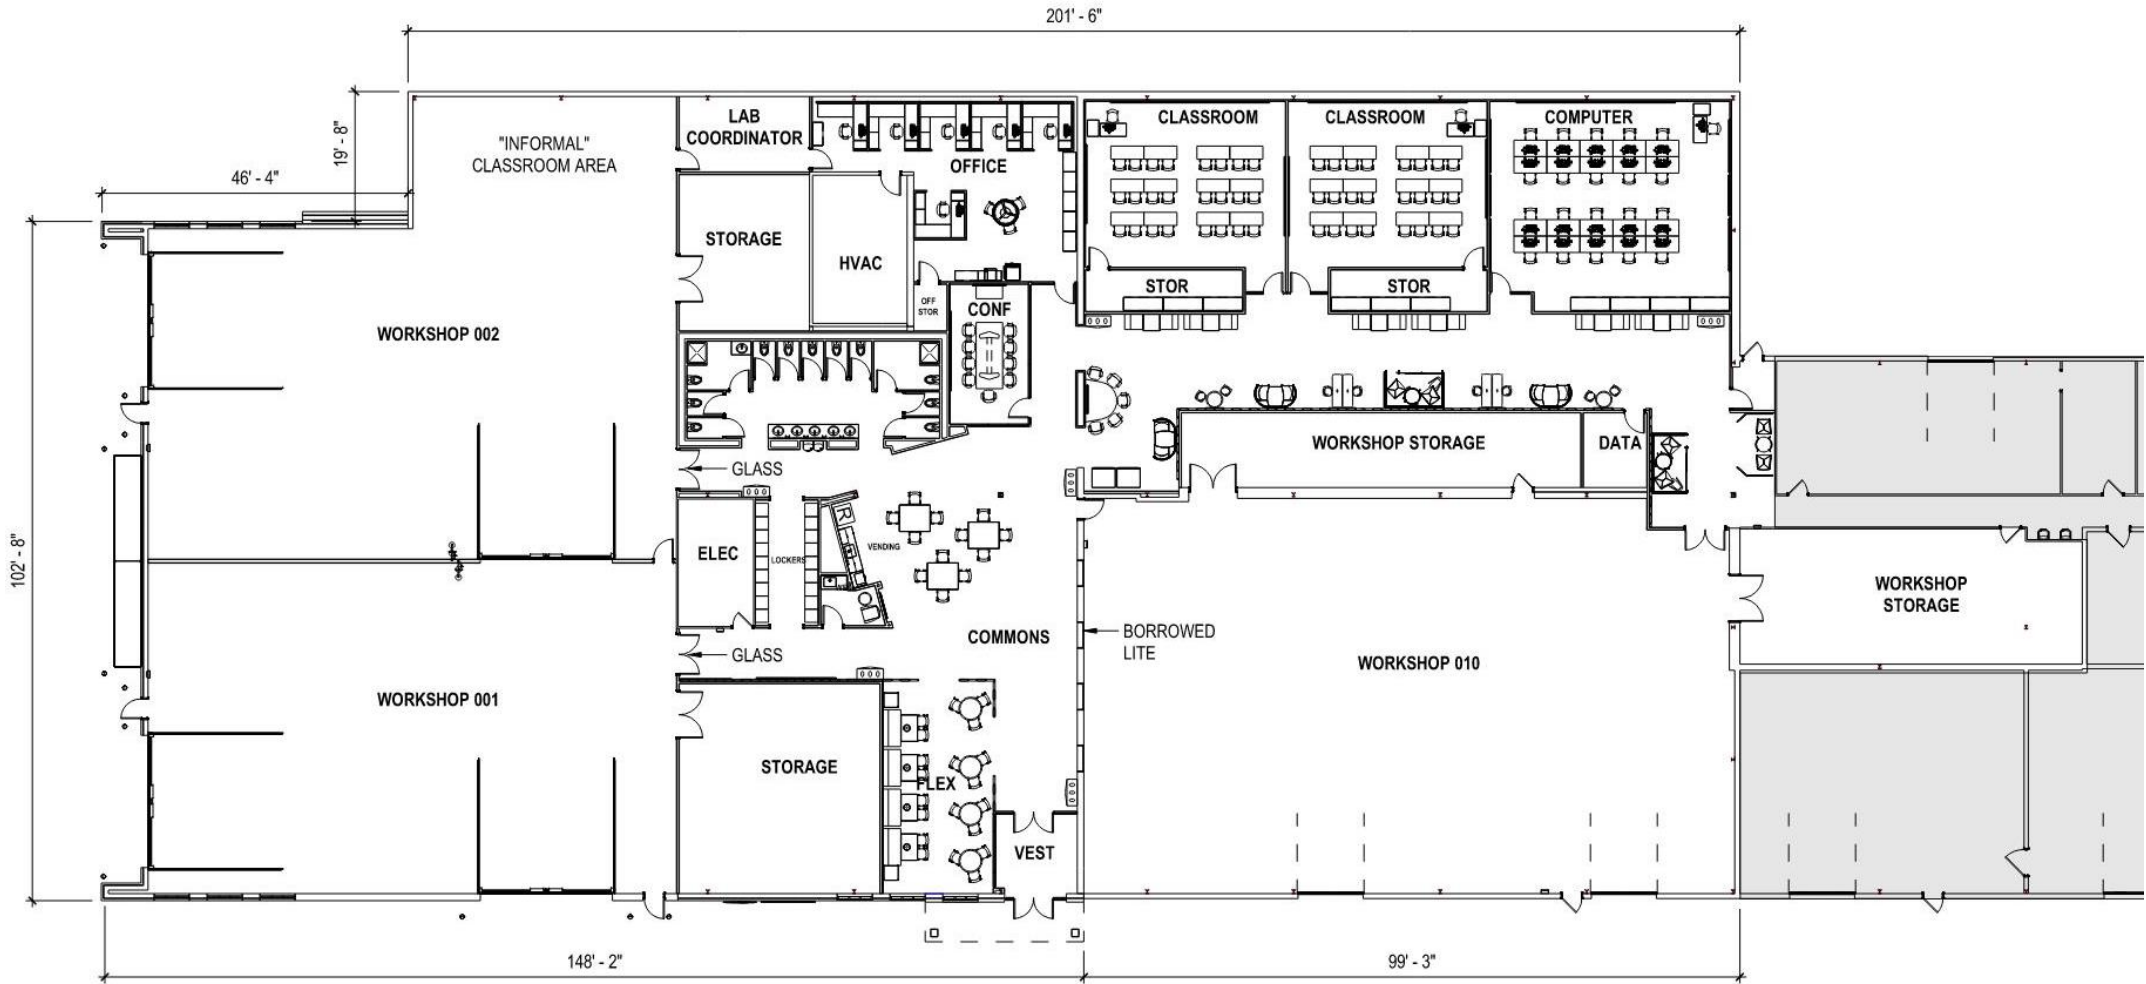 201' - 6"
19' - 8"
46' - 4"
102' - 8"
"INFORMAL"
CLASSROOM AREA
LAB
COORDINATOR
OFFICE
CLASSROOM
CLASSROOM
COMPUTER
STORAGE
HVAC
OFF
STOR
CONF
STOR
STOR
WORKSHOP 002
GLASS
WORKSHOP STORAGE
DATA
ELEC
LOCKERS
R
VENDING
COMMONS
GLASS
BORROWED
LITE
WORKSHOP
STORAGE
WORKSHOP 001
WORKSHOP 010
STORAGE
FLEX
VEST
148' - 2"
99' - 3"